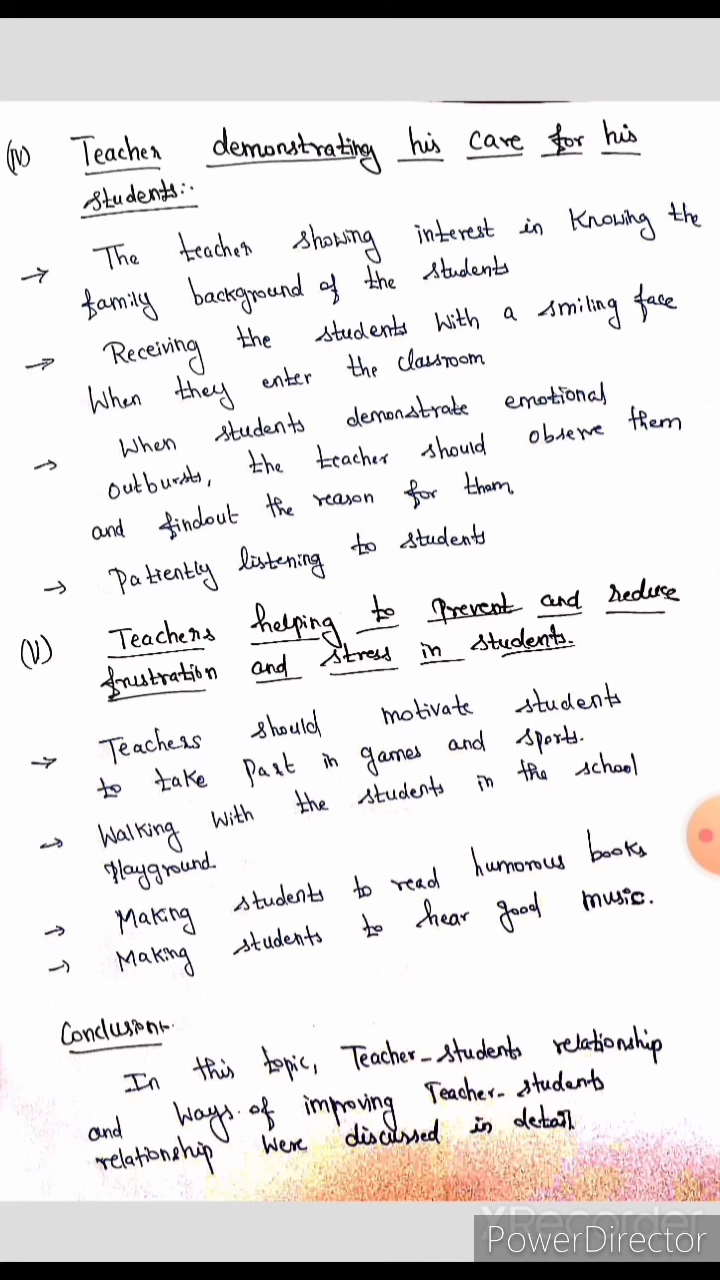 (IV) Teacher demonstrating his care for his
students:-
→ The teacher showing interest in knowing the
family background of the students
→ Receiving the students with a smiling face
When they enter the classroom
→ When students demonstrate emotional
outbursts, the teacher should observe them
and findout the reason for them
→ Patiently listening to students
(V) Teachers helping to prevent and reduce
frustration and stress in students.
→ Teachers should motivate students
to take part in games and sports.
→ Walking with the students in the school
playground
→ Making students to read humorous books
→ Making students to hear good music.
Conclusion:-
In this topic, Teacher-students relationship
and ways of improving Teacher-students
relationship were discussed in detail
XRecorder
PowerDirector